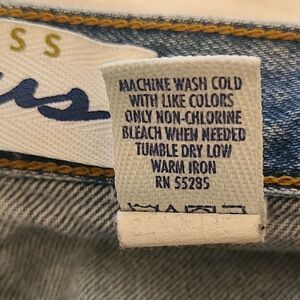 SS
MACHINE WASH COLD
WITH LIKE COLORS
ONLY NON-CHLORINE
BLEACH WHEN NEEDED
TUMBLE DRY LOW
WARM IRON
RN 55285